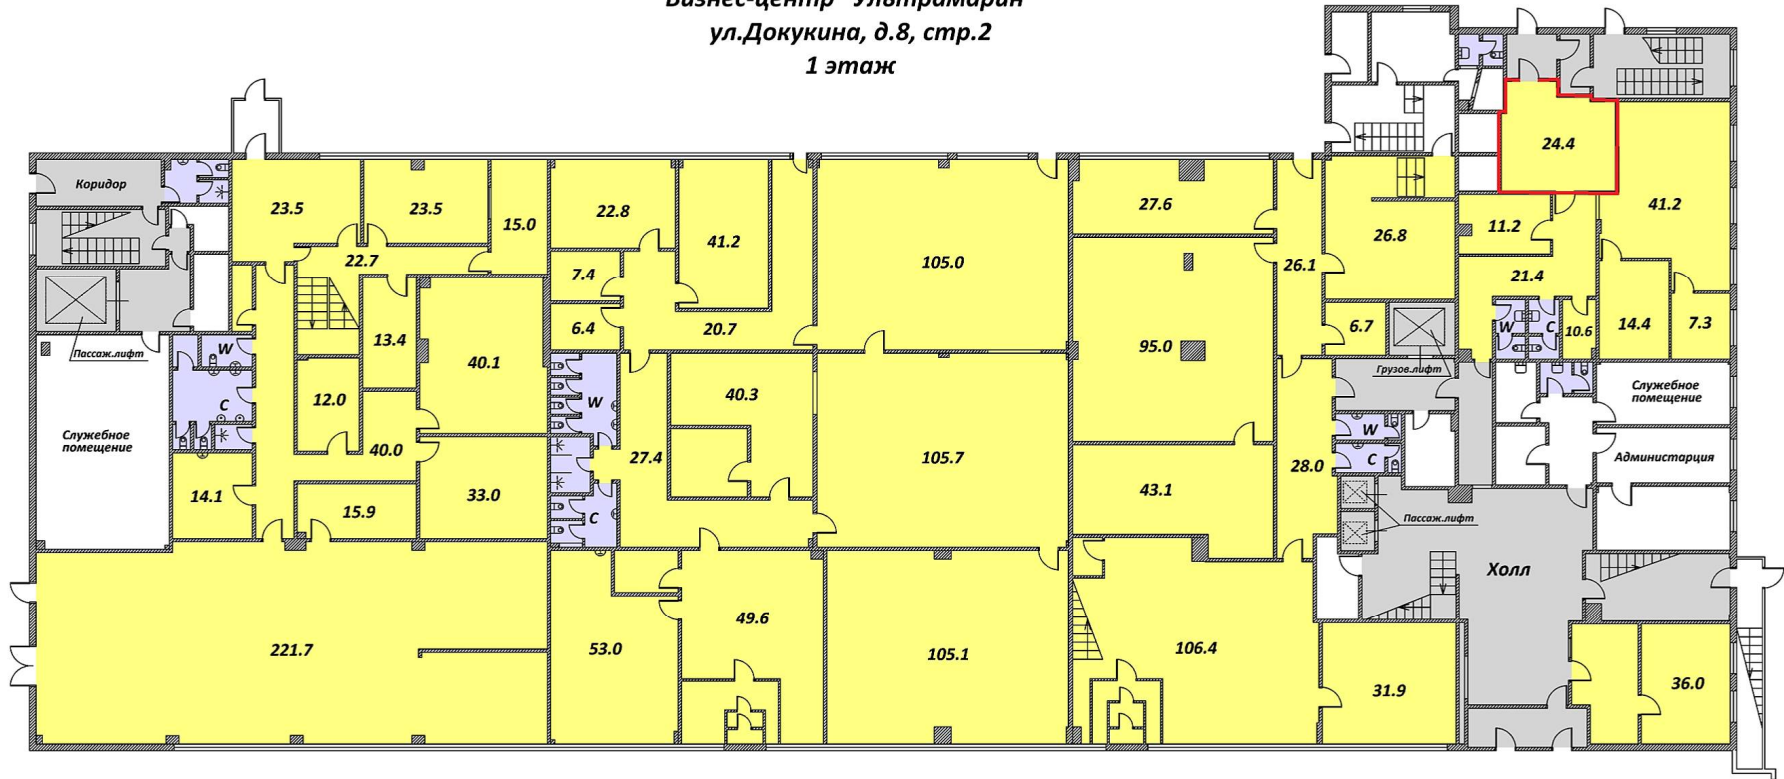 Бизнес-центр "Ультрамарин"
ул.Докукина, д.8, стр.2
1 этаж
Коридор
23.5
23.5
15.0
22.8
41.2
105.0
27.6
26.1
26.8
24.4
41.2
11.2
21.4
22.7
7.4
6.4
20.7
13.4
40.1
95.0
6.7
W
C
10.6
14.4
7.3
Пассаж.лифт
W
C
12.0
40.0
W
40.3
105.7
Грузов.лифт
Служебное
помещение
Служебное
помещение
W
C
28.0
Администарция
14.1
15.9
33.0
27.4
C
43.1
Пассаж.лифт
Холл
221.7
53.0
49.6
105.1
106.4
31.9
36.0